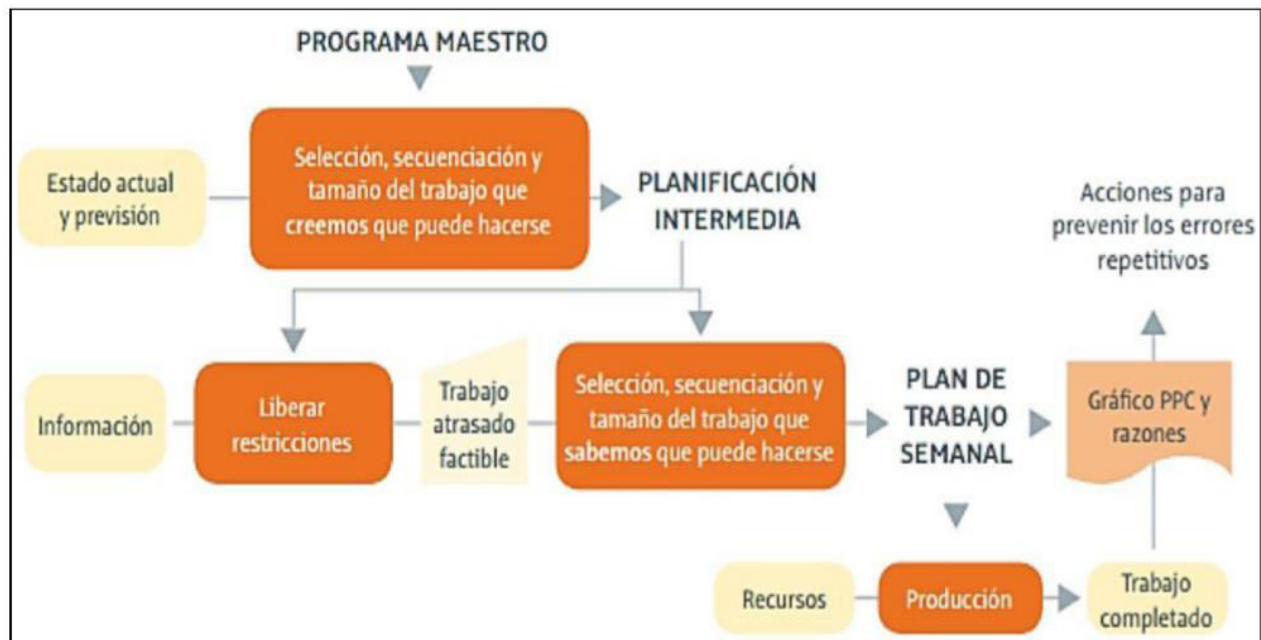 PROGRAMA MAESTRO
Estado actual
y previsión
Selección, secuenciación y
tamaño del trabajo que
creemos que puede hacerse
PLANIFICACIÓN
INTERMEDIA
Acciones para
prevenir los errores
repetitivos
Información
Liberar
restricciones
Trabajo
atrasado
factible
Selección, secuenciación y
tamaño del trabajo que
sabemos que puede hacerse
PLAN DE
TRABAJO
SEMANAL
Gráfico PPC y
razones
Recursos
Producción
Trabajo
completado